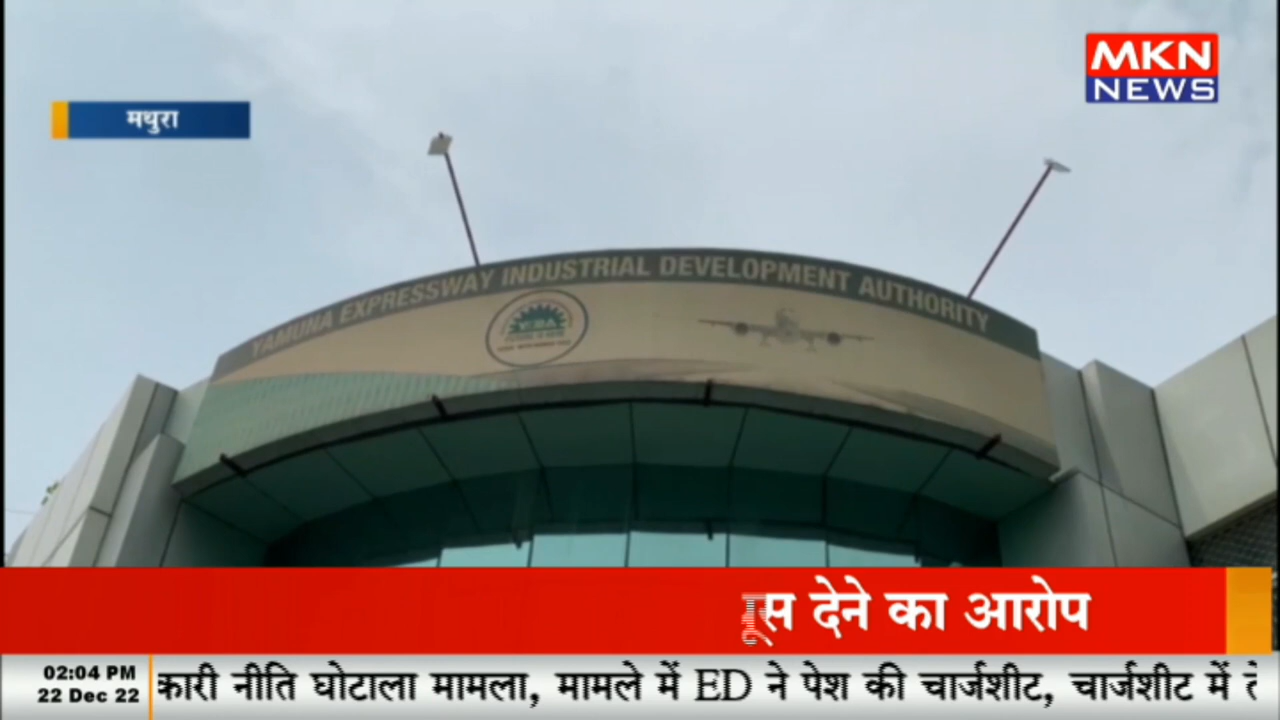 MKN
NEWS
मथुरा
YAMUNA EXPRESSWAY INDUSTRIAL DEVELOPMENT AUTHORITY
देने का आरोप
02:04 PM
22 Dec 22
कारी नीति घोटाला मामला, मामले में ED ने पेश की चार्जशीट, चार्जशीट में